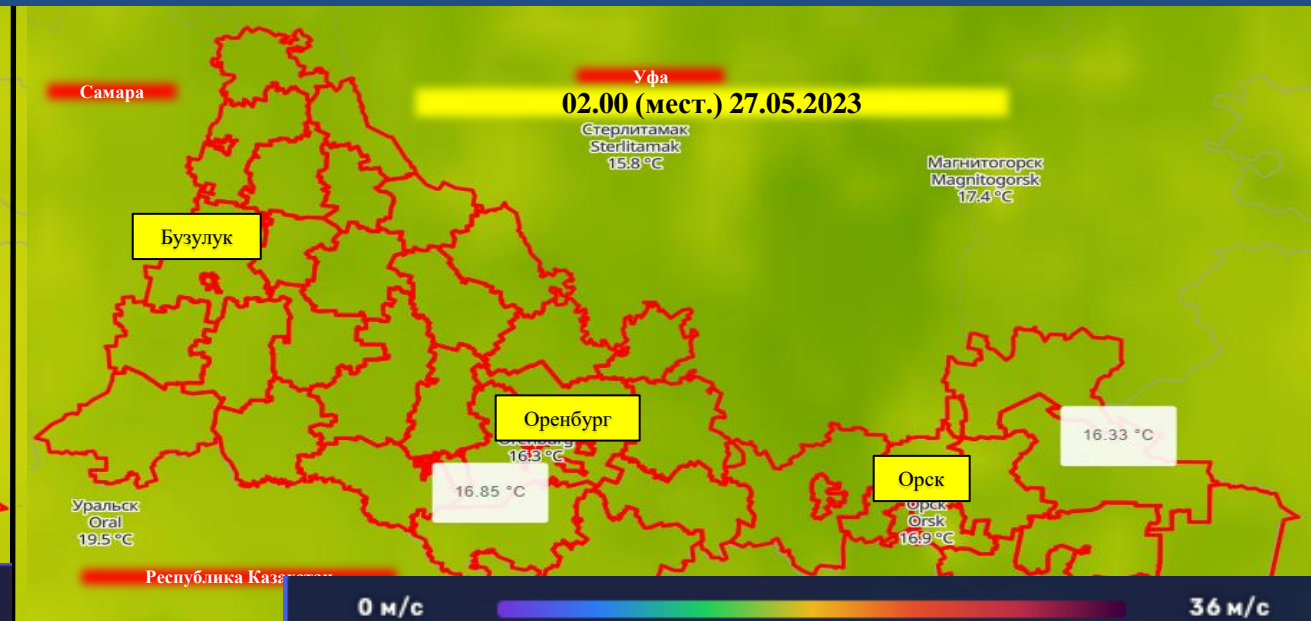 Самара
Уфа
02.00 (мест.) 27.05.2023
Стерлитамак
Sterlitamak
15.8 °C
Магнитогорск
Magnitogorsk
17.4 °C
Бузулук
Оренбург
16.3 °C
16.85 °C
16.33 °C
Орск
Орск
Orsk
16.9 °C
Уральск
Oral
19.5 °C
Республика
0 м/с
36 м/с